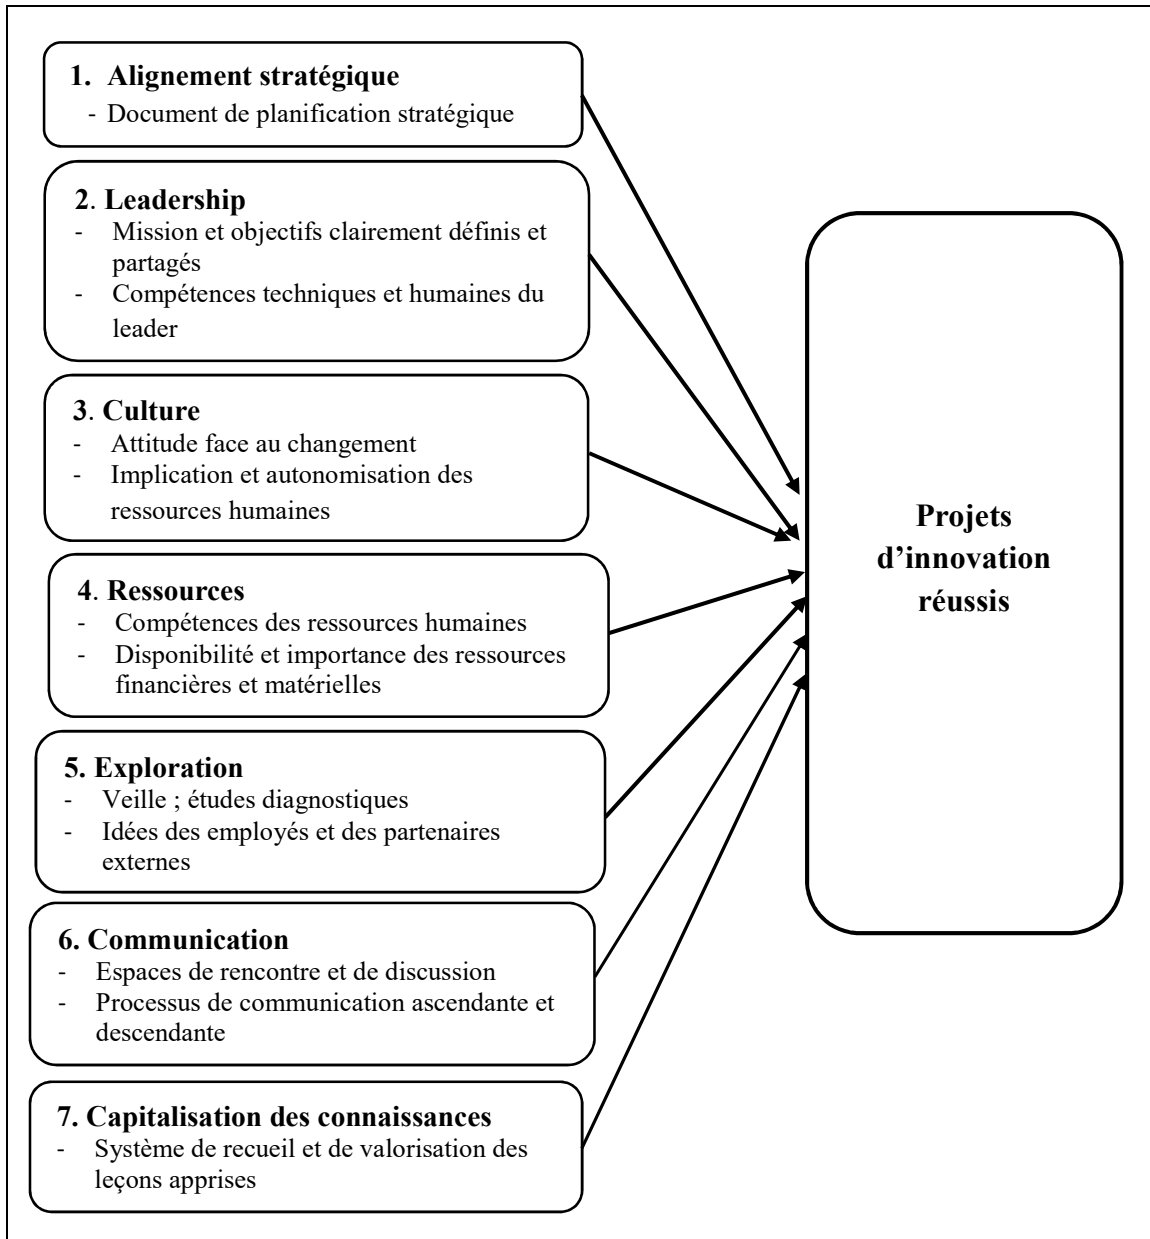 1. Alignement stratégique
- Document de planification stratégique
2. Leadership
- Mission et objectifs clairement définis et
partagés
- Compétences techniques et humaines du
leader
3. Culture
- Attitude face au changement
- Implication et autonomisation des
ressources humaines
4. Ressources
- Compétences des ressources humaines
- Disponibilité et importance des ressources
financières et matérielles
5. Exploration
- Veille ; études diagnostiques
- Idées des employés et des partenaires
externes
6. Communication
- Espaces de rencontre et de discussion
- Processus de communication ascendante et
descendante
7. Capitalisation des connaissances
- Système de recueil et de valorisation des
leçons apprises
Projets
d’innovation
réussis